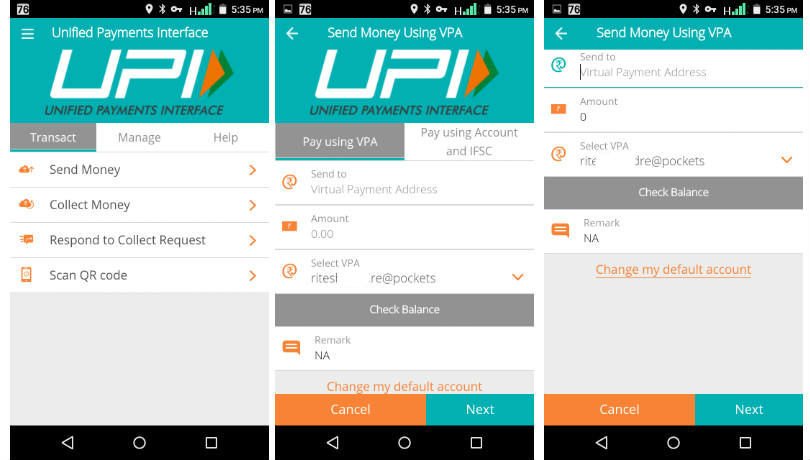 76
H
5:35 PM
Unified Payments Interface
UPI
UNIFIED PAYMENTS INTERFACE
Transact
Manage
Help
Send Money
Collect Money
Respond to Collect Request
Scan QR code
76
H
5:35 PM
Send Money Using VPA
UPI
UNIFIED PAYMENTS INTERFACE
Pay using VPA
Pay using Account
and IFSC
Send to
Virtual Payment Address
Amount
0.00
Select VPA
re@pockets
Check Balance
Remark
NA
Change my default account
Cancel
Next
76
H
5:35 PM
Send Money Using VPA
Send to
Virtual Payment Address
Amount
0
Select VPA
dre@pockets
Check Balance
Remark
NA
Change my default account
Cancel
Next